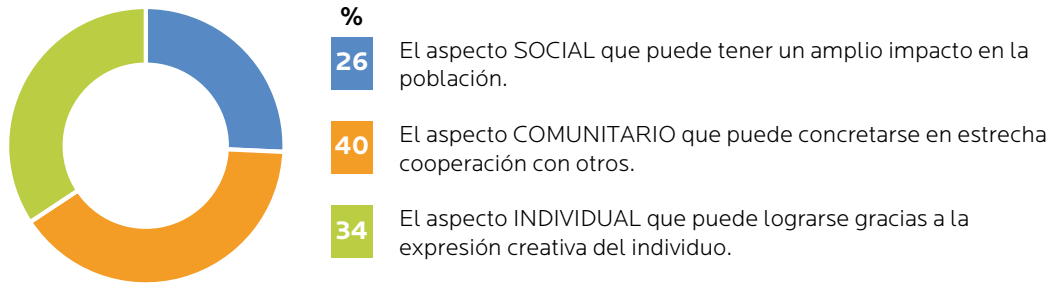 %
26
El aspecto SOCIAL que puede tener un amplio impacto en la
población.
40
El aspecto COMUNITARIO que puede concretarse en estrecha
cooperación con otros.
34
El aspecto INDIVIDUAL que puede lograrse gracias a la
expresión creativa del individuo.